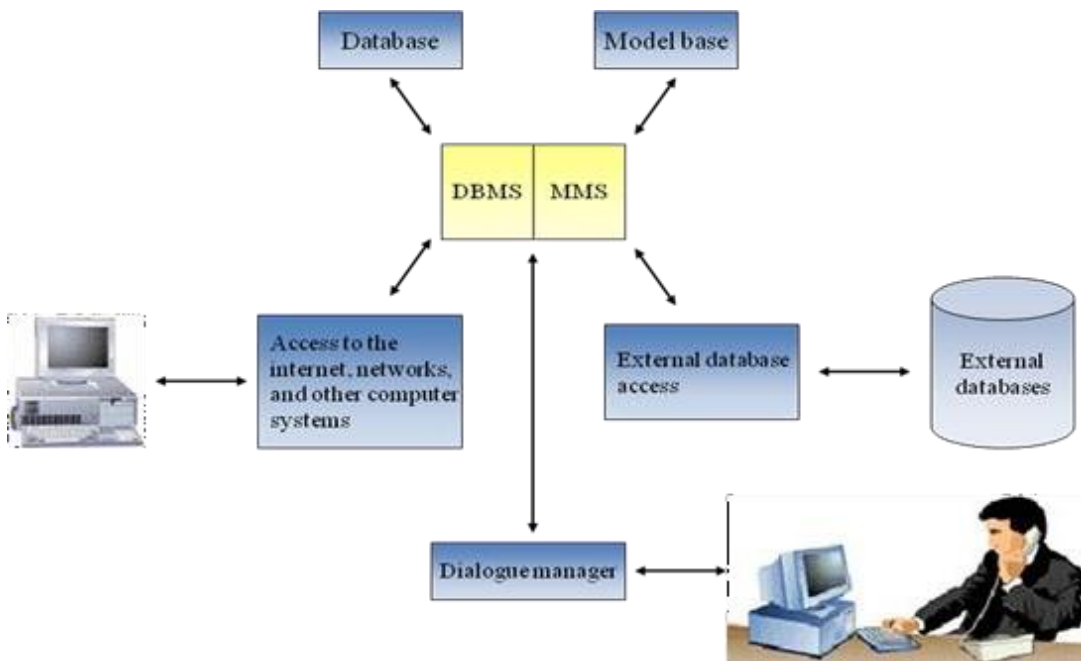 Database
Model base
DBMS
MMS
Access to the
internet, networks,
and other computer
systems
External database
access
External
databases
Dialogue manager